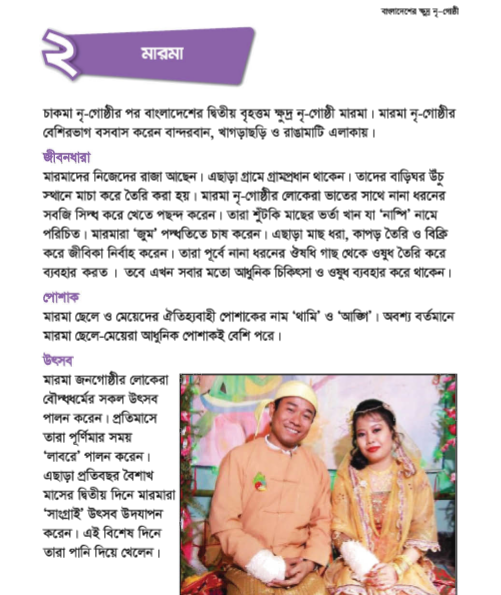 বাংলাদেশের ক্ষুদ্র নৃ-গোষ্ঠী
২
মারমা
চাকমা নৃ-গোষ্ঠীর পর বাংলাদেশের দ্বিতীয় বৃহত্তম ক্ষুদ্র নৃ-গোষ্ঠী মারমা। মারমা নৃ-গোষ্ঠীর
বেশিরভাগ বসবাস করেন বান্দরবান, খাগড়াছড়ি ও রাঙামাটি এলাকায়।
জীবনধারা
মারমাদের নিজেদের রাজা আছেন। এছাড়া গ্রামে গ্রামপ্রধান থাকেন। তাদের বাড়িঘর উঁচু
স্থানে মাচা করে তৈরি করা হয়। মারমা নৃ-গোষ্ঠীর লোকেরা ভাতের সাথে নানা ধরনের
সবজি সিদ্ধ করে খেতে পছন্দ করেন। তারা শুঁটকি মাছের ভর্তা খান যা ‘নাপ্পি’ নামে
পরিচিত। মারমারা ‘জুম’ পদ্ধতিতে চাষ করেন। এছাড়া মাছ ধরা, কাপড় তৈরি ও বিক্রি
করে জীবিকা নির্বাহ করেন। তারা পূর্বে নানা ধরনের ঔষধি গাছ থেকে ওষুধ তৈরি করে
ব্যবহার করত । তবে এখন সবার মতো আধুনিক চিকিৎসা ও ওষুধ ব্যবহার করে থাকেন।
পোশাক
মারমা ছেলে ও মেয়েদের ঐতিহ্যবাহী পোশাকের নাম ‘থামি’ ও ‘আঙ্গি’। অবশ্য বর্তমানে
মারমা ছেলে-মেয়েরা আধুনিক পোশাকই বেশি পরে।
উৎসব
মারমা জনগোষ্ঠীর লোকেরা
বৌদ্ধধর্মের সকল উৎসব
পালন করেন। প্রতিমাসে
তারা পূর্ণিমার সময়
‘লাবরে’ পালন করেন।
এছাড়া প্রতিবছর বৈশাখ
মাসের দ্বিতীয় দিনে মারমারা
‘সাংগ্রাই’ উৎসব উদযাপন
করেন। এই বিশেষ দিনে
তারা পানি দিয়ে খেলেন।